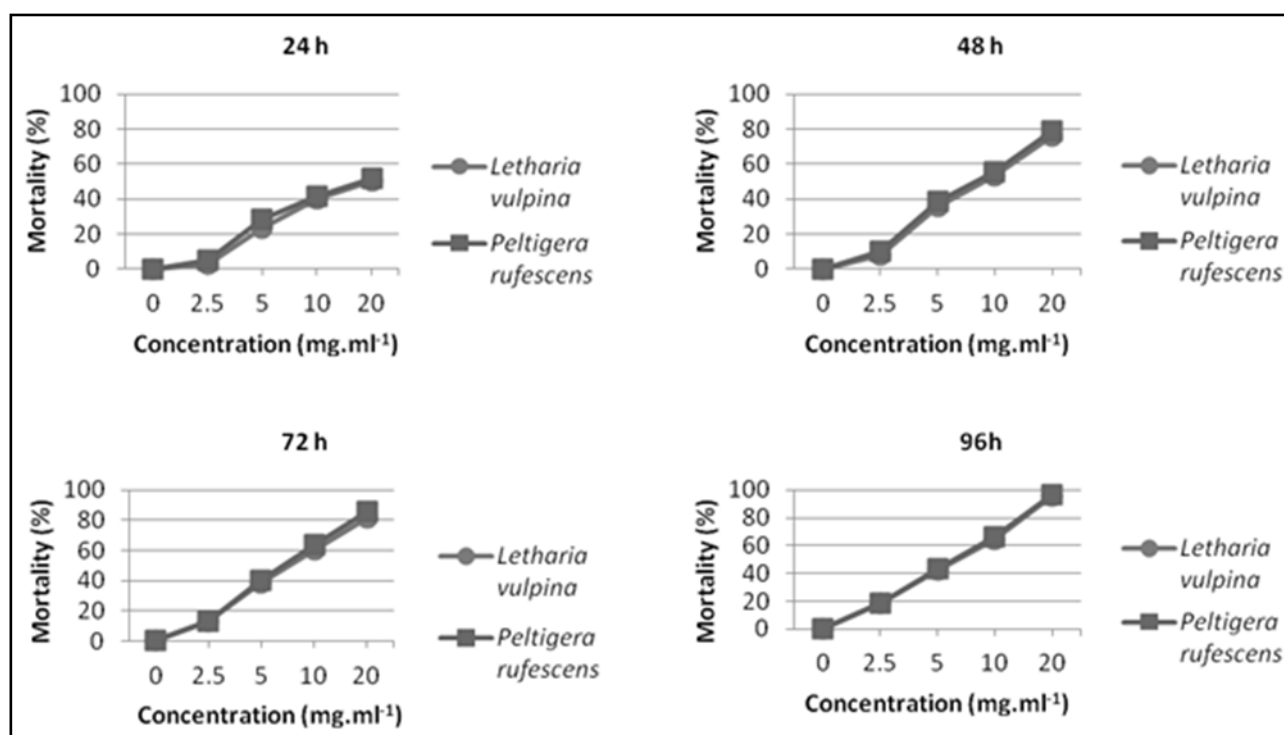 24 h
100
80
60
40
20
0
Mortality (%)
0 2.5 5 10 20
Concentration (mg.ml⁻¹)
Letharia
vulpina
Peltigera
rufescens
48 h
100
80
60
40
20
0
Mortality (%)
0 2.5 5 10 20
Concentration (mg.ml⁻¹)
Letharia
vulpina
Peltigera
rufescens
72 h
100
80
60
40
20
0
Mortality (%)
0 2.5 5 10 20
Concentration (mg.ml⁻¹)
Letharia
vulpina
Peltigera
rufescens
96h
100
80
60
40
20
0
Mortality (%)
0 2.5 5 10 20
Concentration (mg.ml⁻¹)
Letharia
vulpina
Peltigera
rufescens